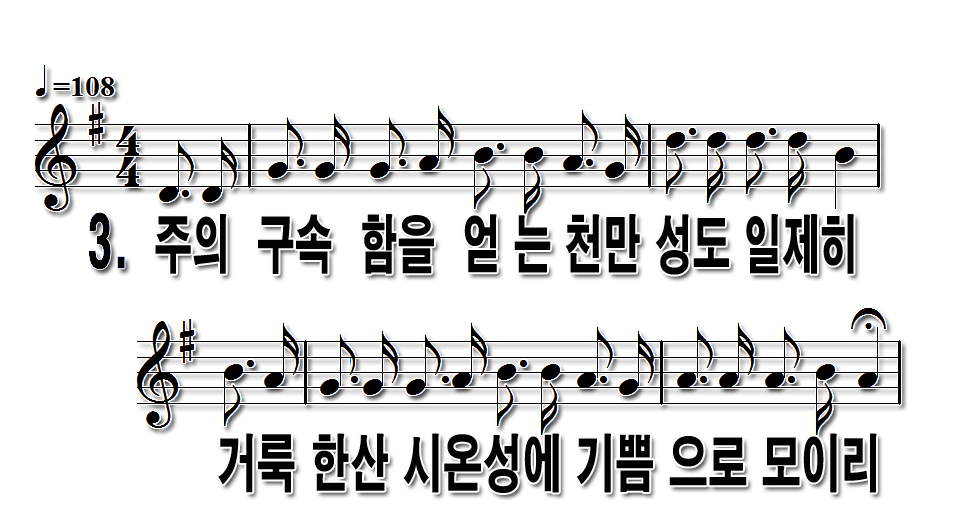 ♩=108
3. 주의 구속 함을 얻 는 천만 성도 일제히
거룩 한산 시온성에 기쁨 으로 모이리